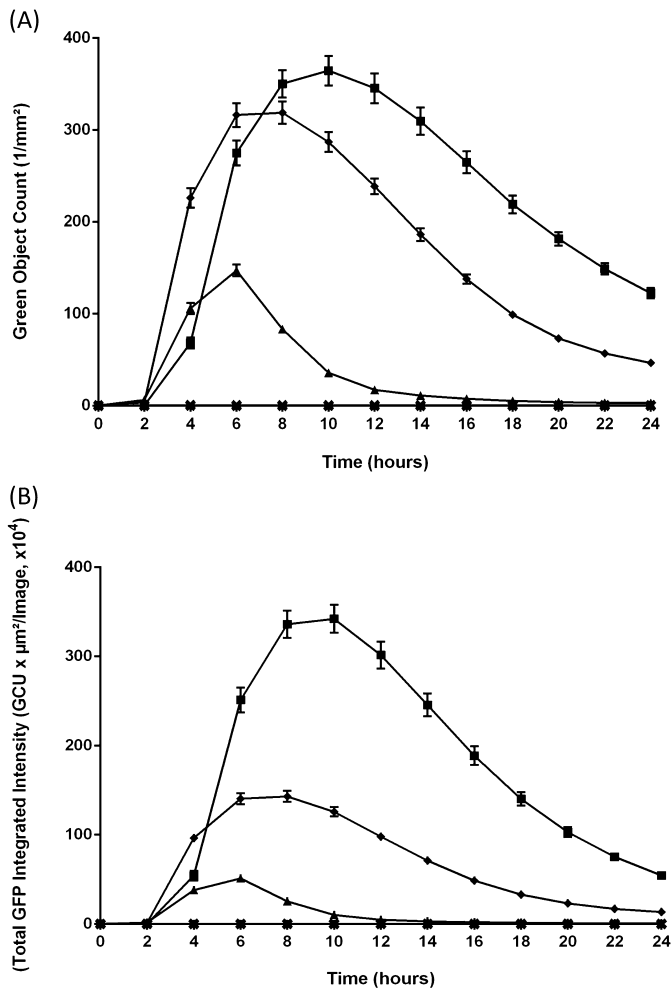 (A)
400
300
200
100
0
Green Object Count (1/mm²)
0 2 4 6 8 10 12 14 16 18 20 22 24
Time (hours)
(B)
400
300
200
100
0
(Total GFP Integrated Intensity (GCU x µm²/Image, x10⁴)
0 2 4 6 8 10 12 14 16 18 20 22 24
Time (hours)